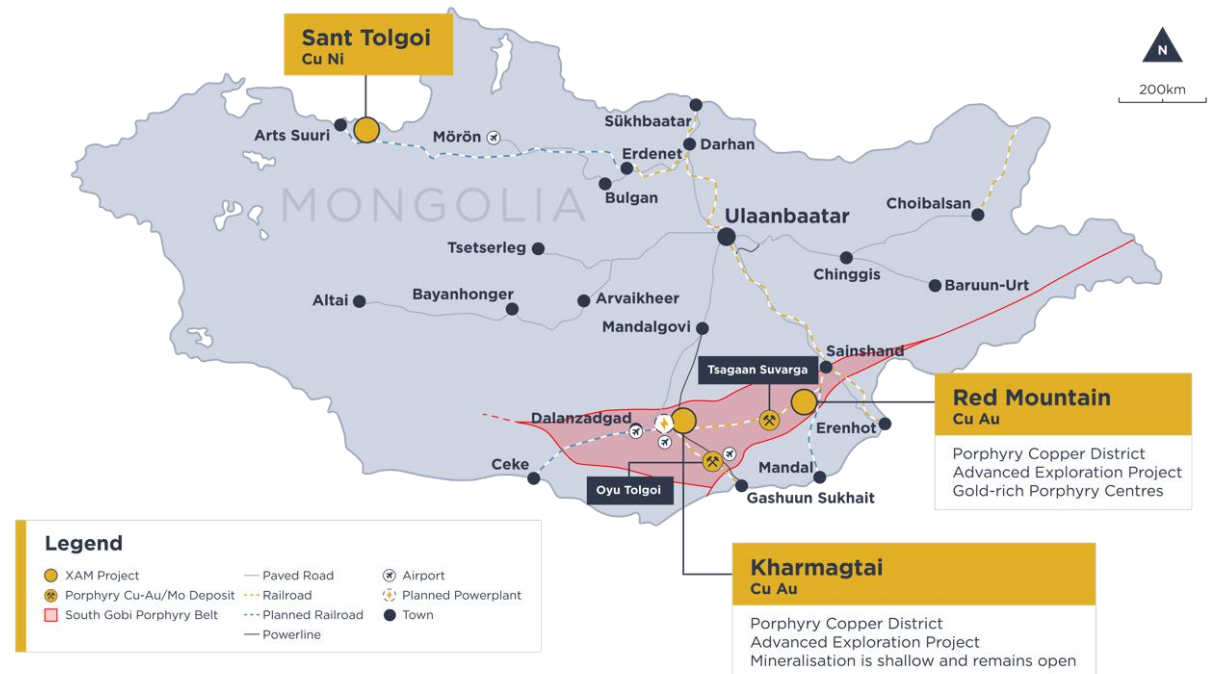 Sant Tolgoi
Cu Ni
N
200km
Arts Suuri
Mörön
Sükhbaatar
Darhan
Erdenet
Bulgan
MONGOLIA
Ulaanbaatar
Choibalsan
Tsetserleg
Chinggis
Baruun-Urt
Altai
Bayanhonger
Arvaikheer
Mandalgovi
Sainshand
Tsagaan Suvarga
Red Mountain
Cu Au
Porphyry Copper District
Advanced Exploration Project
Gold-rich Porphyry Centres
Dalanzadgad
Erenhot
Ceke
Mandal
Oyu Tolgoi
Gashuun Sukhait
Kharmagtai
Cu Au
Porphyry Copper District
Advanced Exploration Project
Mineralisation is shallow and remains open
Legend
XAM Project
Paved Road
Airport
Porphyry Cu-Au/Mo Deposit
Railroad
Planned Powerplant
South Gobi Porphyry Belt
Planned Railroad
Town
Powerline